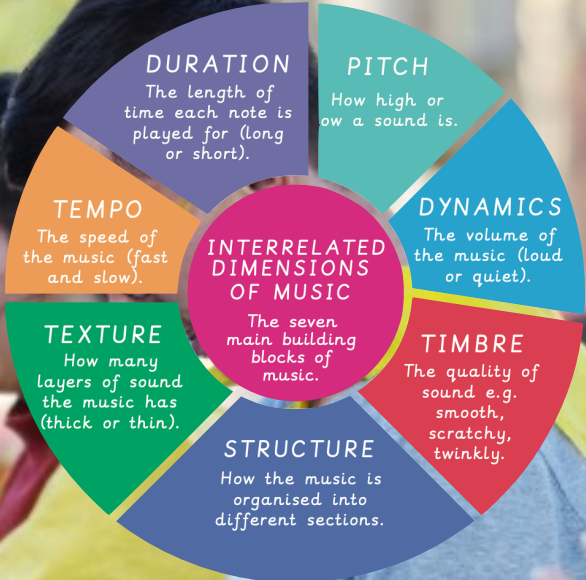 DURATION
The length of
time each note is
played for (long
or short).
PITCH
How high or
ow a sound is.
DYNAMICS
The volume of
the music (loud
or quiet).
TIMBRE
The quality of
sound e.g.
smooth,
scratchy,
twinkly.
STRUCTURE
How the music is
organised into
different sections.
TEXTURE
How many
layers of sound
the music has
(thick or thin).
TEMPO
The speed of
the music (fast
and slow).
INTERRELATED
DIMENSIONS
OF MUSIC
The seven
main building
blocks of
music.